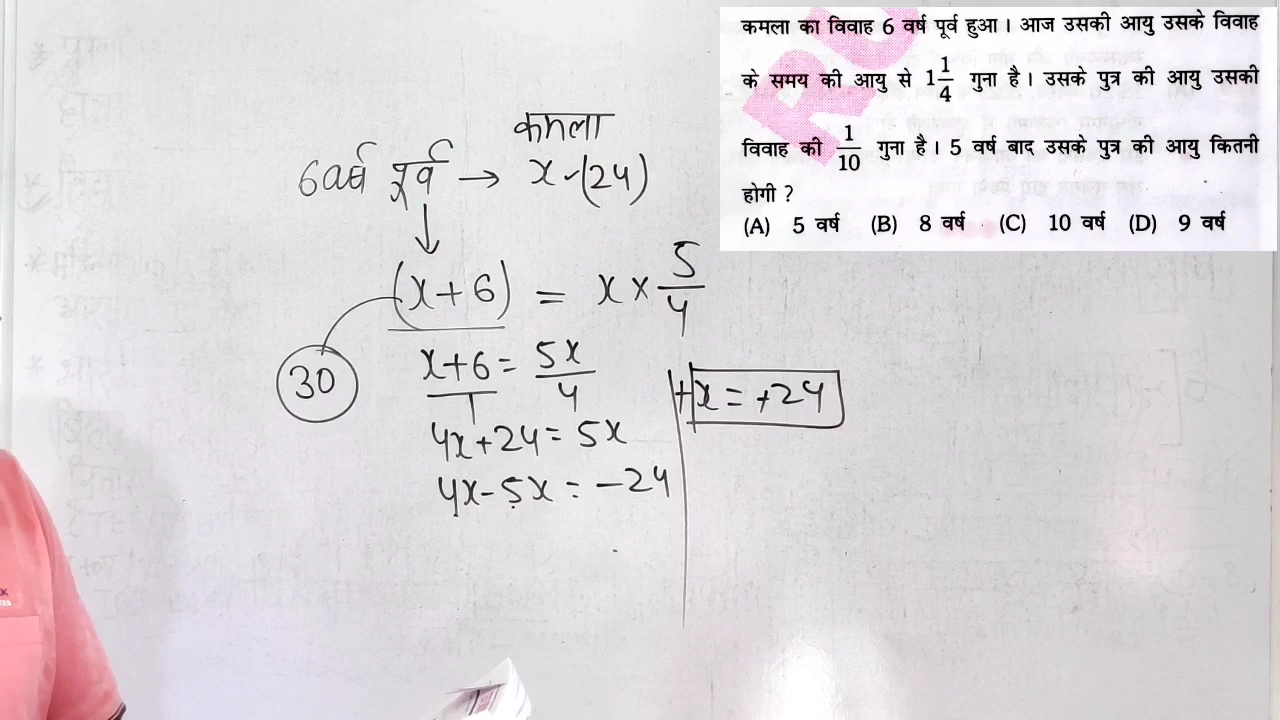 कमला का विवाह 6 वर्ष पूर्व हुआ । आज उसकी आयु उसके विवाह
के समय की आयु से 1 1/4 गुना है । उसके पुत्र की आयु उसकी
विवाह की 1/10 गुना है । 5 वर्ष बाद उसके पुत्र की आयु कितनी
होगी ?
(A) 5 वर्ष (B) 8 वर्ष (C) 10 वर्ष (D) 9 वर्ष
कमला
6 वर्ष पूर्व → x -(24)
↓
(x + 6) = x × 5/4
30
x+6 = 5x/4
4x+24 = 5x
4x-5x = -24
+x = +24